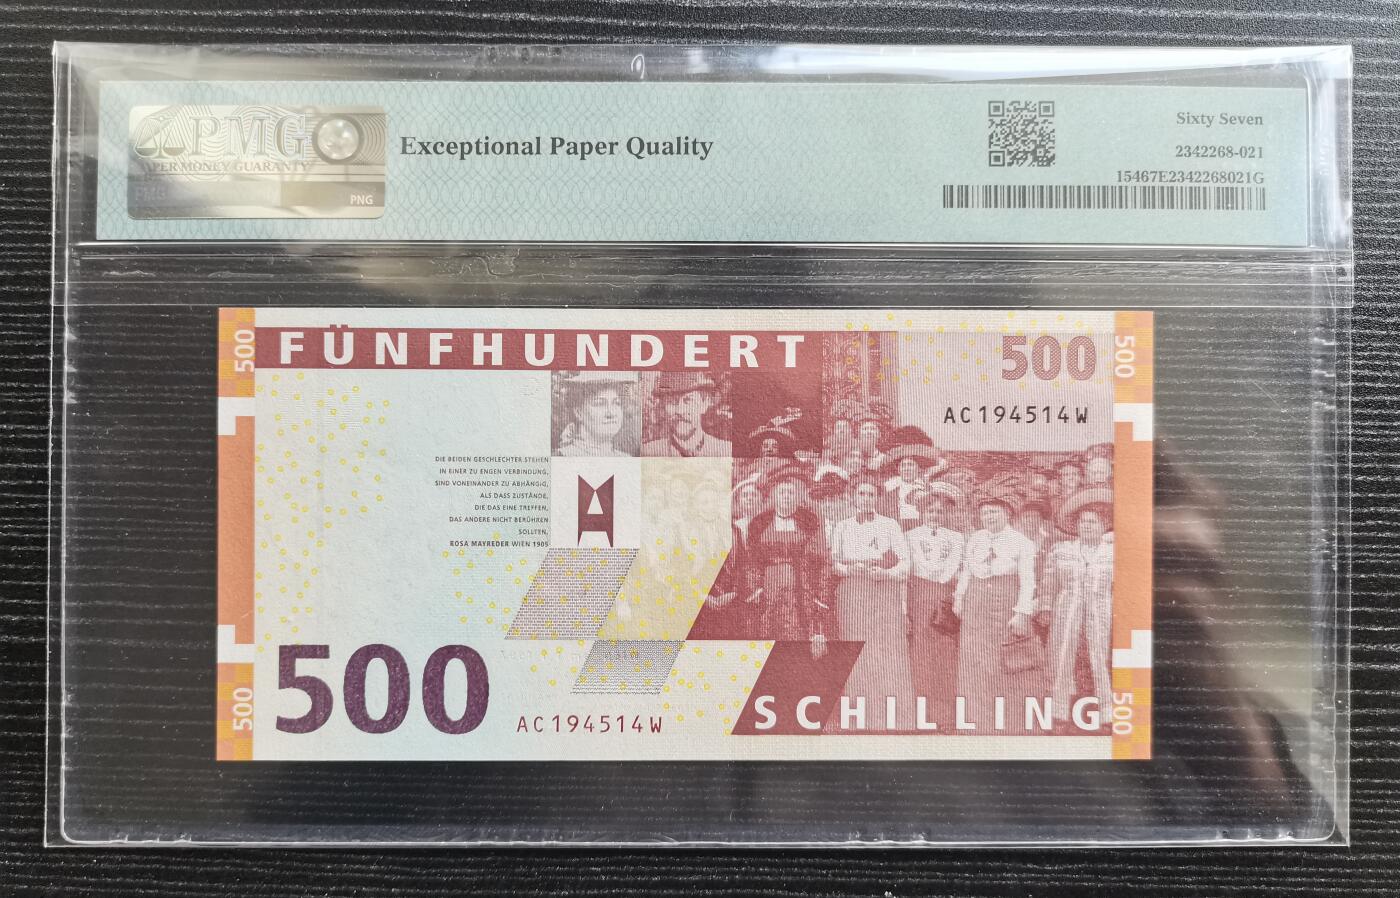 PMG
PAPER MONEY GUARANTY
PNG
Exceptional Paper Quality
Sixty Seven
2342268-021
15467E2342268021G
500
FÜNFHUNDERT
500
500
AC194514W
DIE BEIDEN GESCHLECHTER STEHEN
IN EINER ZU ENGEN VERBINDUNG,
SIND VONEINANDER ZU ABHÄNGIG,
ALS DASS ZUSTÄNDE,
DIE DAS EINE TREFFEN,
DAS ANDERE NICHT BERÜHREN
SOLLTEN.
ROSA MAYREDER WIEN 1905
500
500
AC194514W
SCHILLING
500